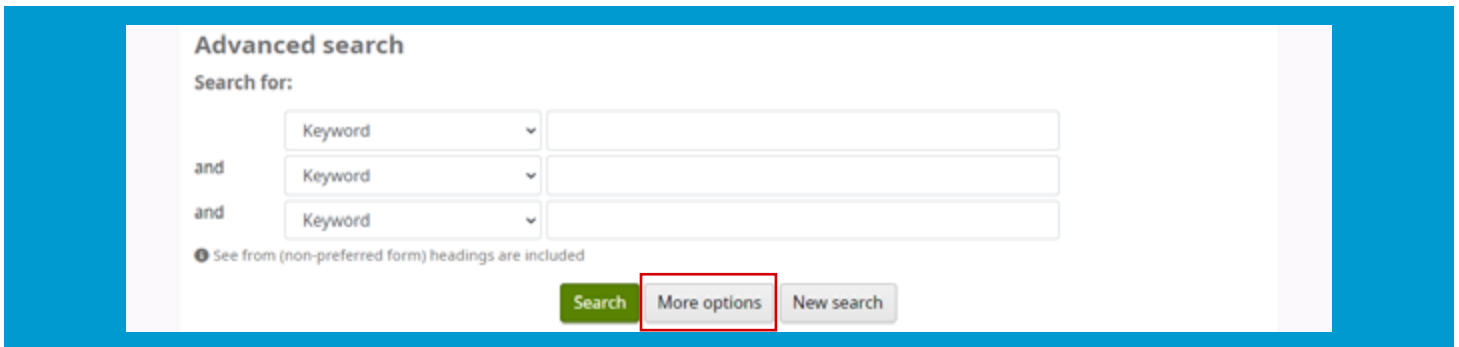 Advanced search
Search for:
Keyword
and Keyword
and Keyword
See from (non-preferred form) headings are included
Search More options New search